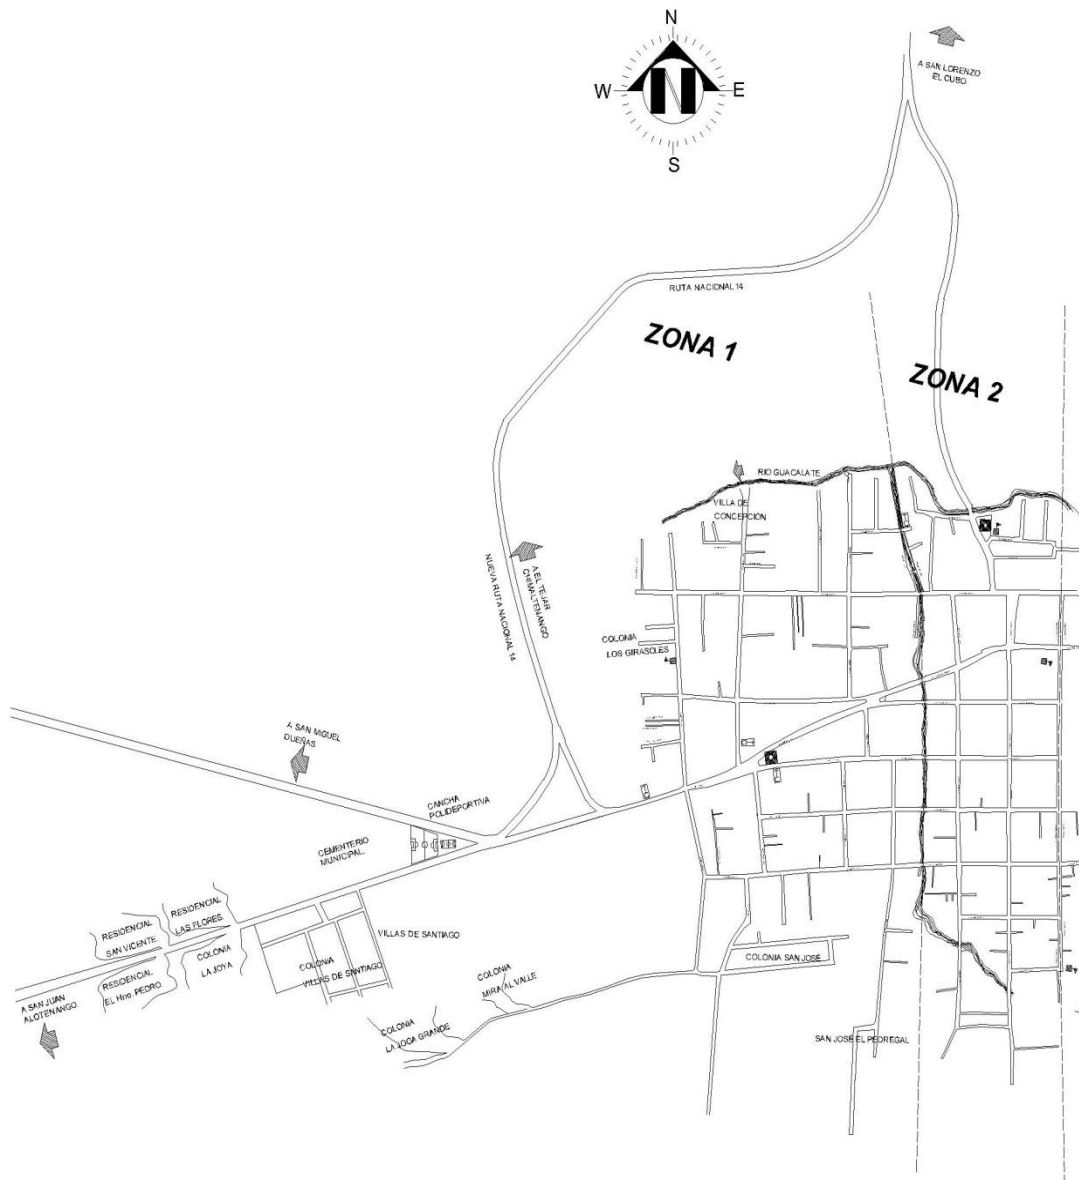 N
W
E
S
A SAN LORENZO
EL CUBO
RUTA NACIONAL 14
ZONA 1
ZONA 2
RIO GUACALATE
VILLA DE
CONCEPCIÓN
A EL TEJAR
CHIMALTENANGO
NUEVA RUTA NACIONAL 14
COLONIA
LOS GIRASOLES
A SAN MIGUEL
DUEÑAS
CANCHA
POLIDEPORTIVA
CEMENTERIO
MUNICIPAL
RESIDENCIAL
LAS FLORES
RESIDENCIAL
SAN VICENTE
VILLAS DE SANTIAGO
COLONIA
LA JOYA
COLONIA
VILLAS DE SANTIAGO
RESIDENCIAL
EL Hno. PEDRO
COLONIA SAN JOSÉ
COLONIA
MIRA AL VALLE
A SAN JUAN
ALOTENANGO
COLONIA
LA JOGA GRANDE
SAN JOSÉ EL PEDREGAL